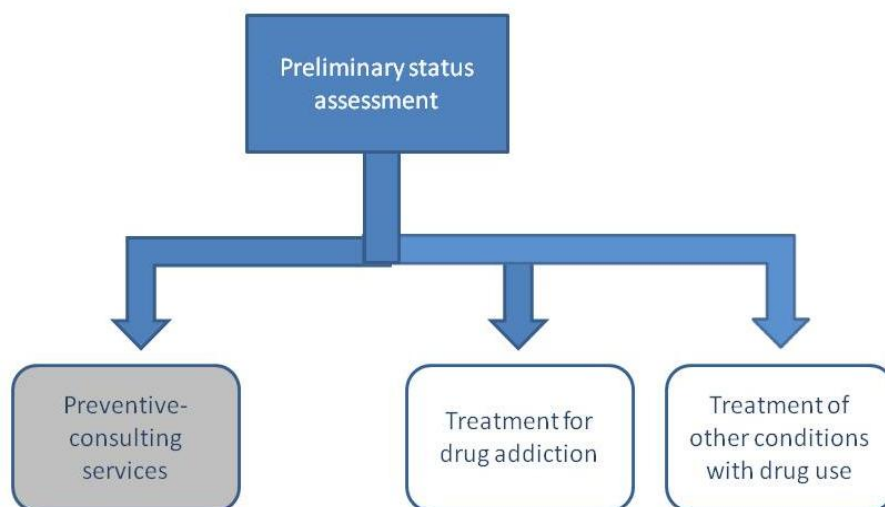 Preliminary status
assessment
Preventive-
consulting
services
Treatment for
drug addiction
Treatment of
other conditions
with drug use